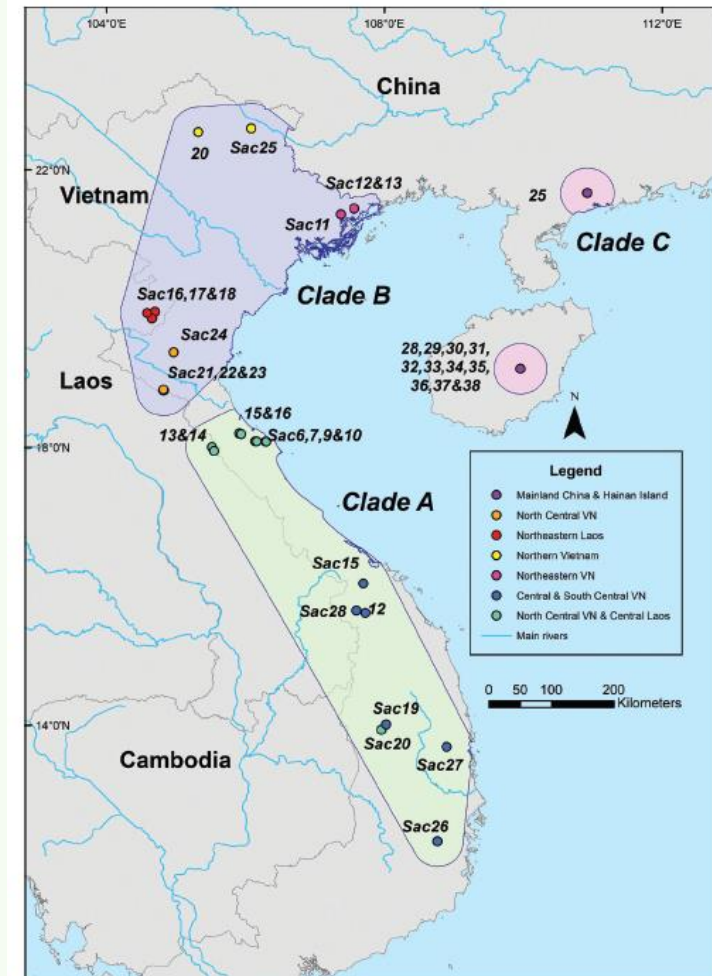 104°0'E
108°0'E
112°0'E
China
22°0'N
20
Sac25
Vietnam
Sac12&13
Sac11
25
Clade C
Clade B
Sac16,17&18
Sac24
28,29,30,31,
32,33,34,35,
36,37&38
Laos
Sac21,22&23
N
15&16
13&14
Sac6,7,9&10
18°0'N
Clade A
Legend
Mainland China & Hainan Island
North Central VN
Northeastern Laos
Northern Vietnam
Northeastern VN
Central & South Central VN
North Central VN & Central Laos
Main rivers
Sac15
Sac28
12
0 50 100 200
Kilometers
Sac19
14°0'N
Sac20
Cambodia
Sac27
Sac26